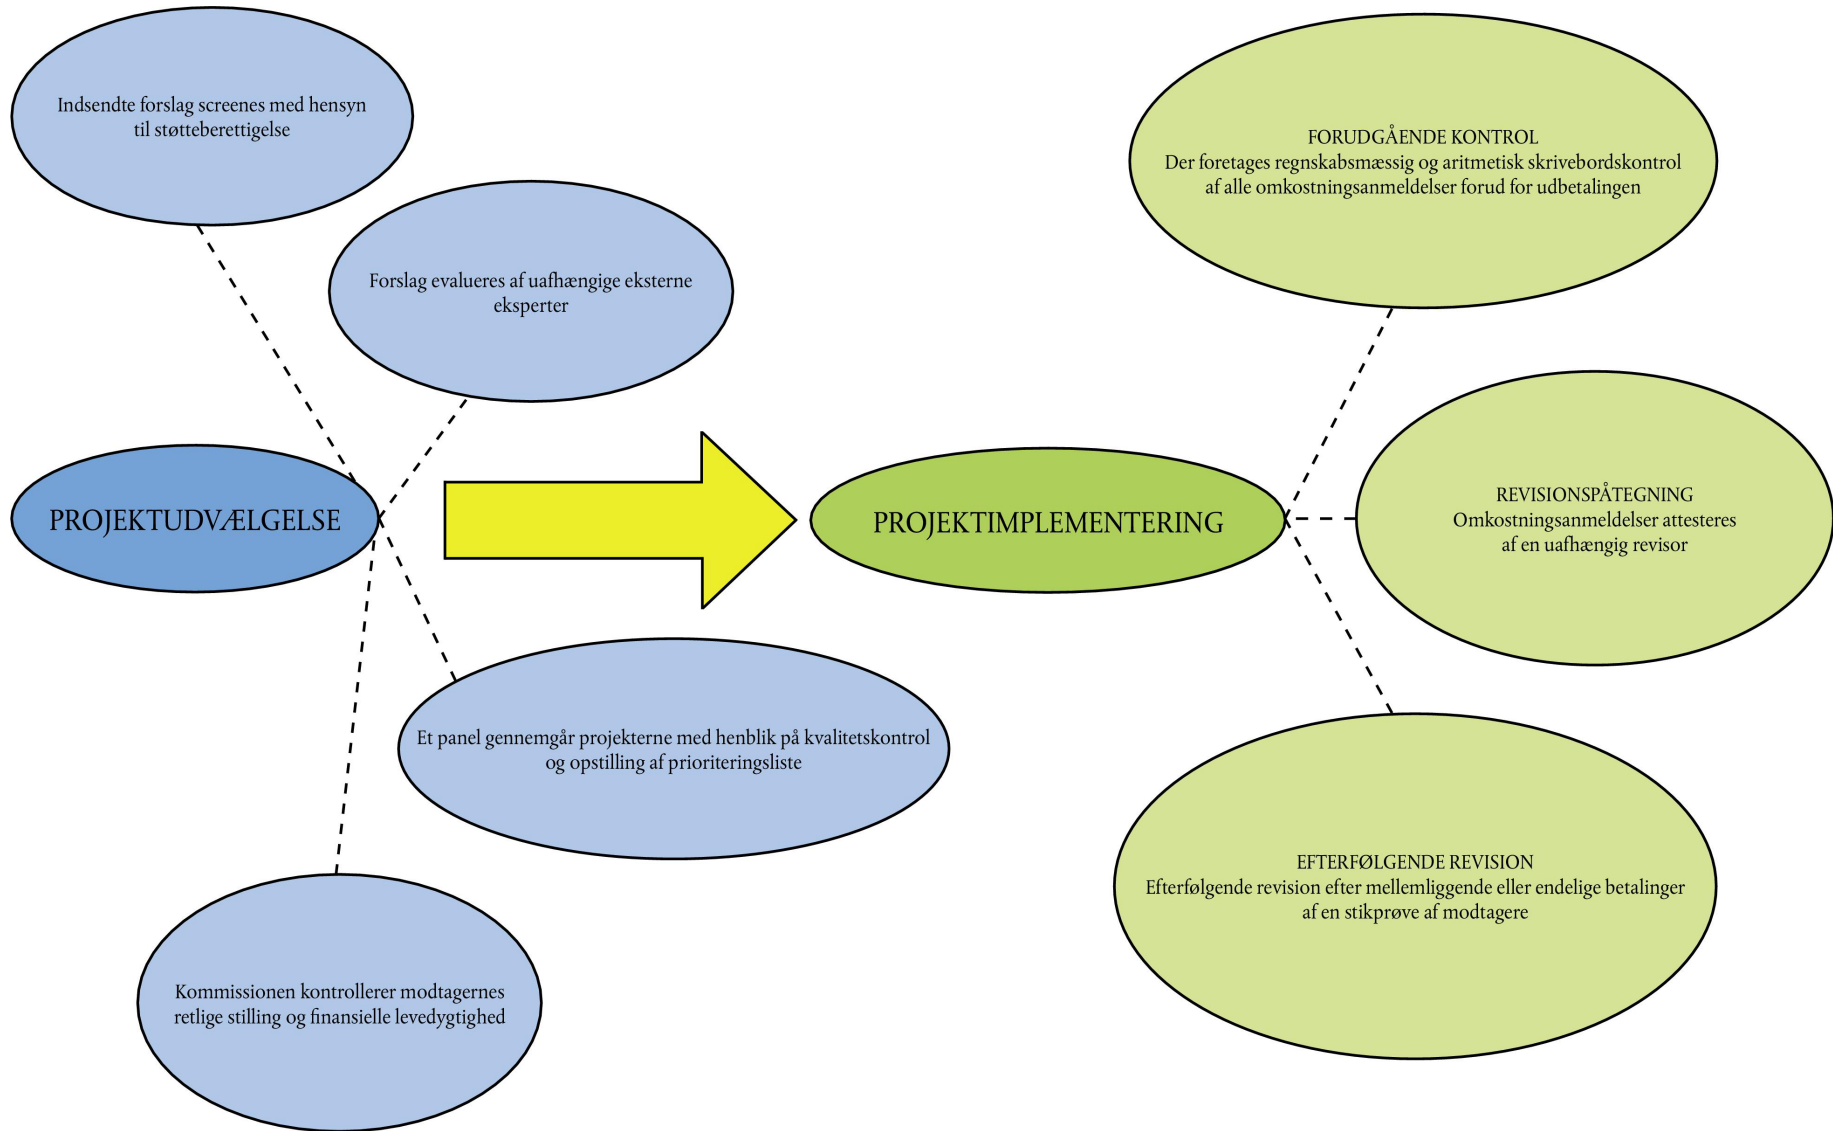 Indsendte forslag screenes med hensyn
til støtteberettigelse
Forslag evalueres af uafhængige eksterne
eksperter
PROJEKTUDVÆLGELSE
Et panel gennemgår projekterne med henblik på kvalitetskontrol
og opstilling af prioriteringsliste
Kommissionen kontrollerer modtagernes
retlige stilling og finansielle levedygtighed
PROJEKTIMPLEMENTERING
FORUDGÅENDE KONTROL
Der foretages regnskabsmæssig og aritmetisk skrivebordskontrol
af alle omkostningsanmeldelser forud for udbetalingen
REVISIONSPÅTEGNING
Omkostningsanmeldelser attesteres
af en uafhængig revisor
EFTERFØLGENDE REVISION
Efterfølgende revision efter mellemliggende eller endelige betalinger
af en stikprøve af modtagere